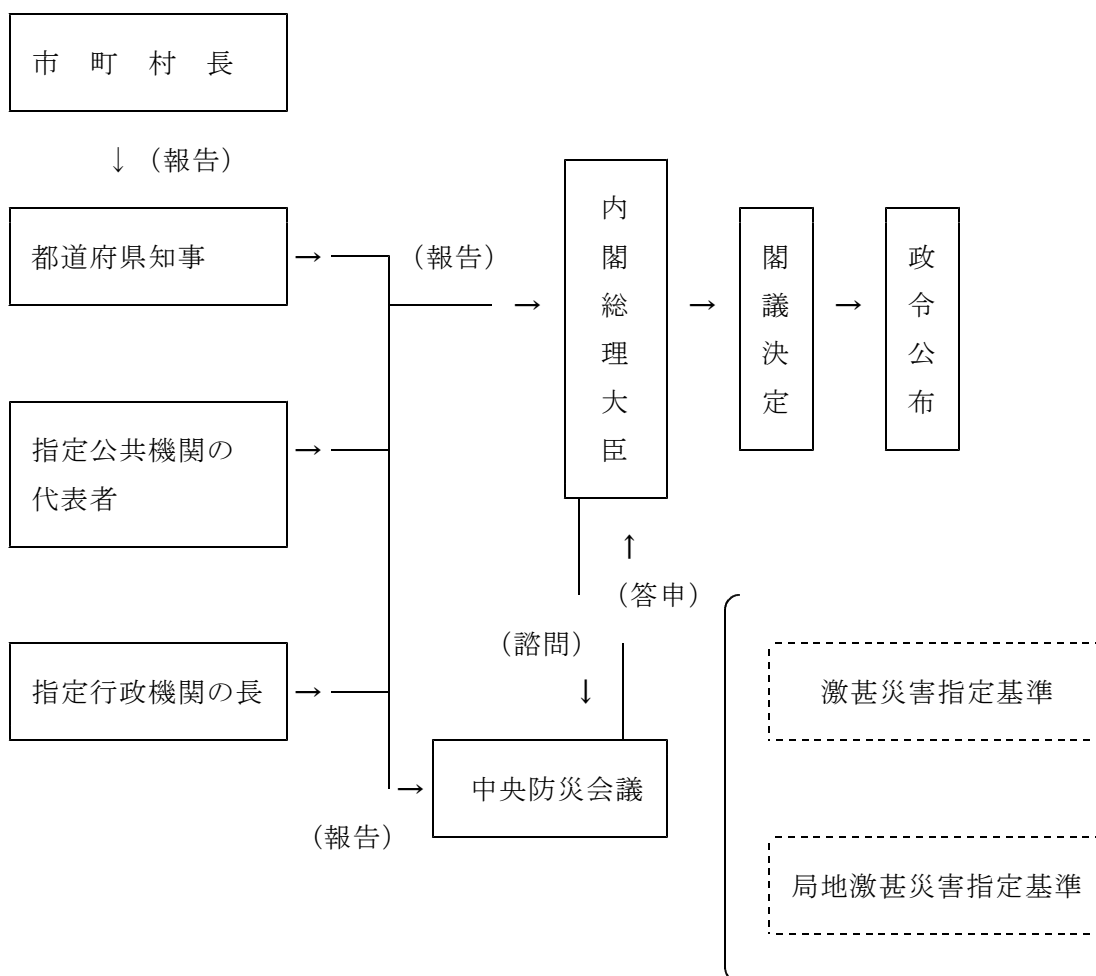 市　町　村　長
↓（報告）
都道府県知事
→
（報告）
→
内閣総理大臣
→
閣議決定
→
政令公布
指定公共機関の
代表者
→
↑
（答申）
（諮問）
↓
指定行政機関の長
→
激甚災害指定基準
→
中央防災会議
（報告）
局地激甚災害指定基準